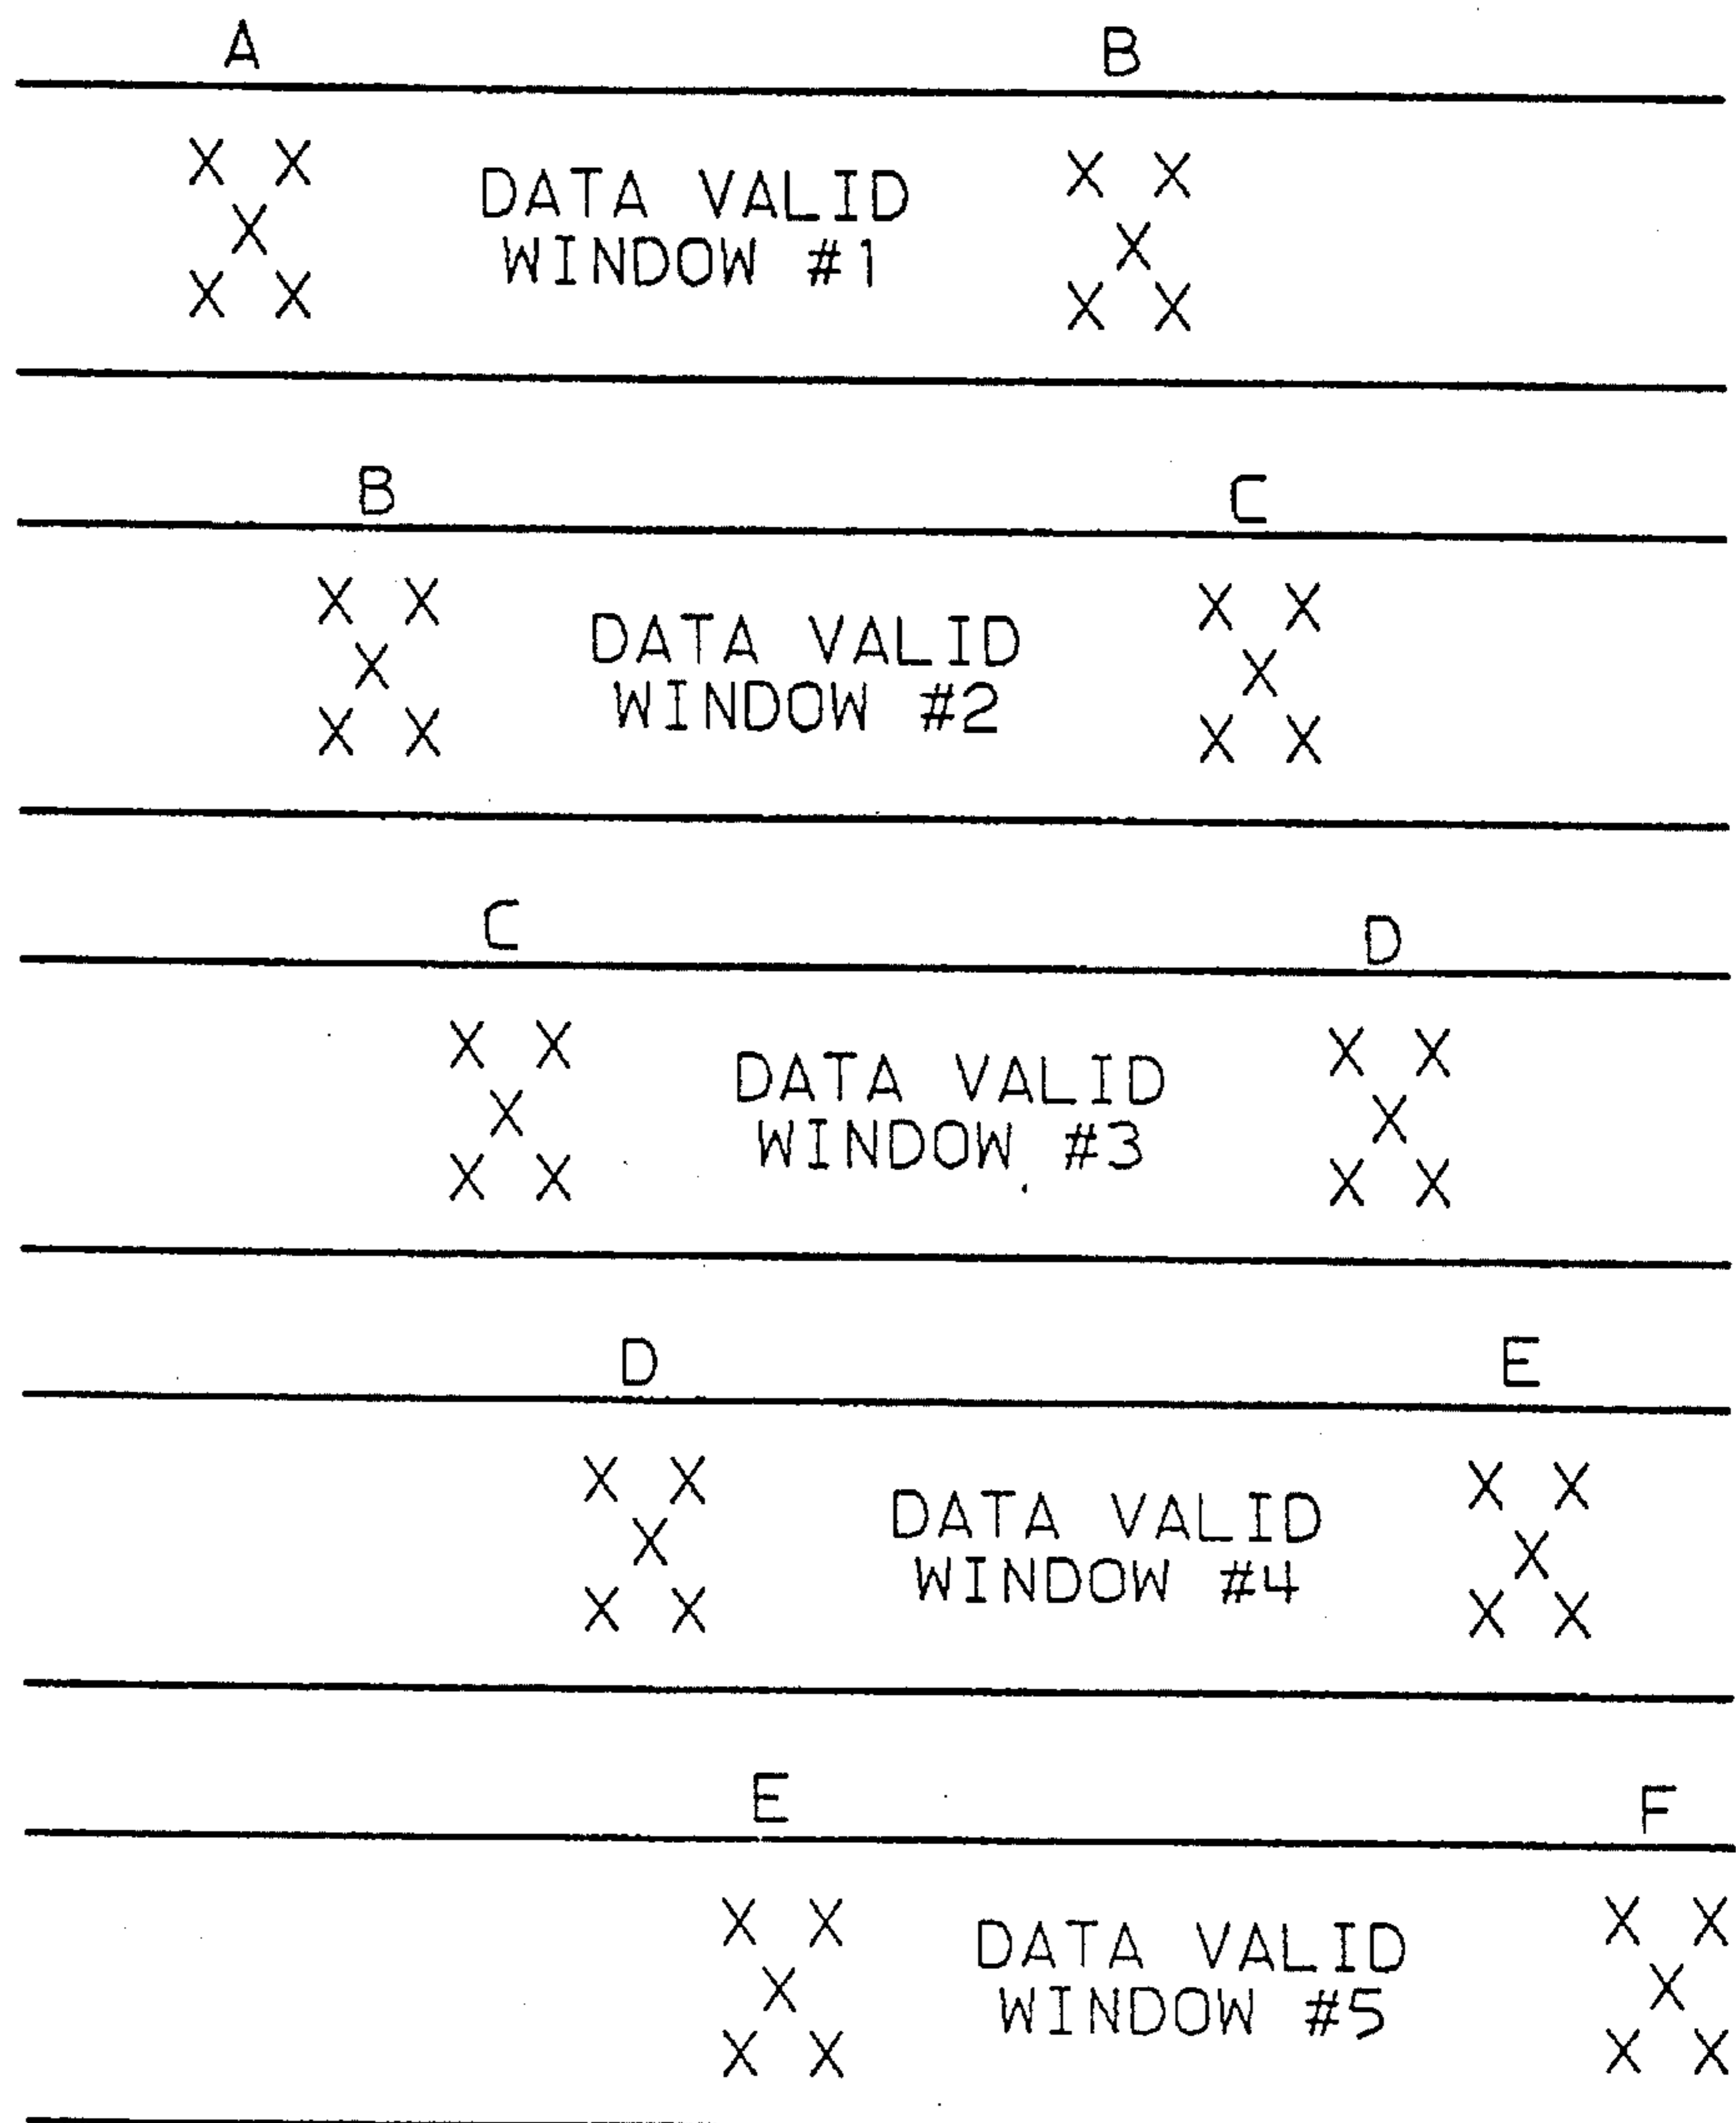 A B
X X X X
DATA VALID
X X
WINDOW #1
X X X X
B C
X X X X
DATA VALID
X X
WINDOW #2
X X X X
C D
X X X X
DATA VALID
X X
WINDOW #3
X X X X
D E
X X X X
DATA VALID
X X
WINDOW #4
X X X X
E F
X X X X
DATA VALID
X X
WINDOW #5
X X X X